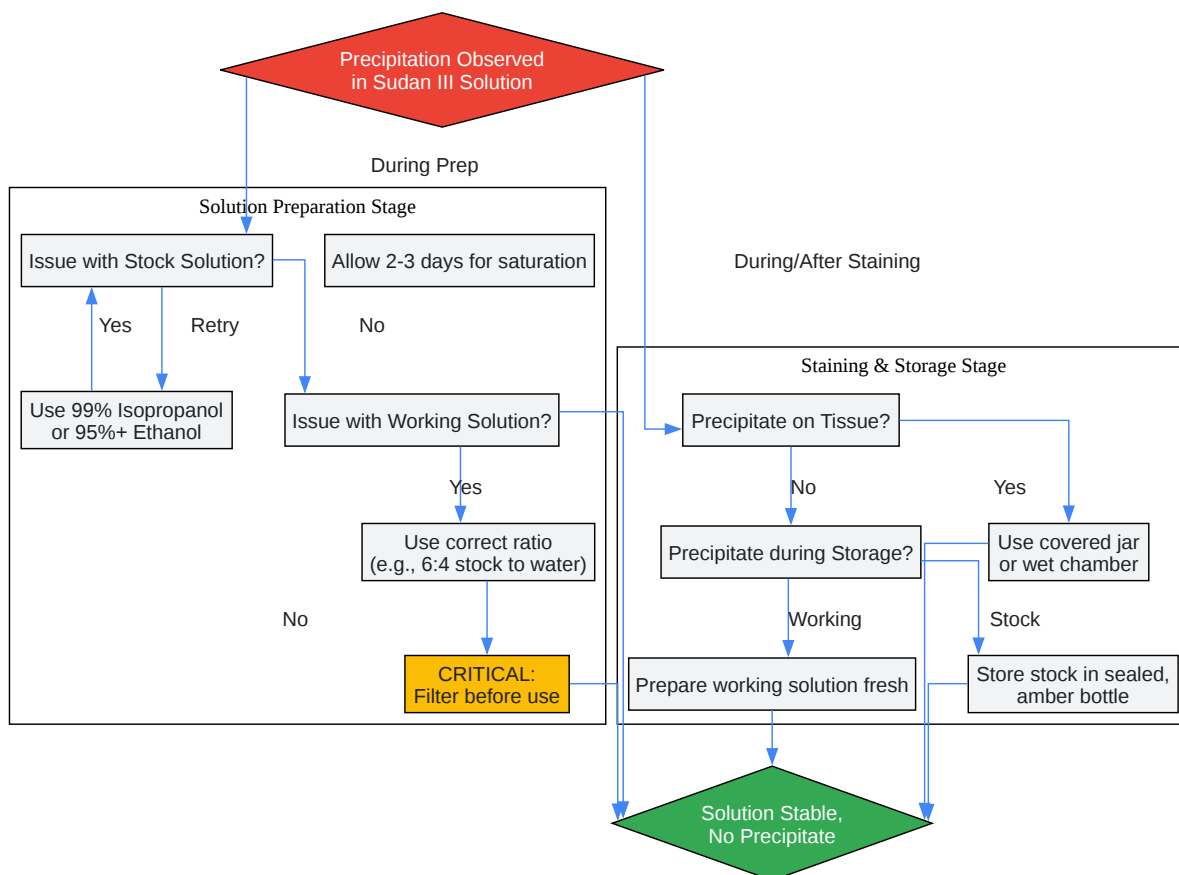 Precipitation Observed
in Sudan III Solution
During Prep
Solution Preparation Stage
Issue with Stock Solution?
Allow 2-3 days for saturation
During/After Staining
Yes
Retry
No
Staining & Storage Stage
Use 99% Isopropanol
or 95%+ Ethanol
Issue with Working Solution?
Precipitate on Tissue?
Yes
No
Yes
Use correct ratio
(e.g., 6:4 stock to water)
Precipitate during Storage?
Use covered jar
or wet chamber
No
Working
Stock
CRITICAL:
Filter before use
Prepare working solution fresh
Store stock in sealed,
amber bottle
Solution Stable,
No Precipitate